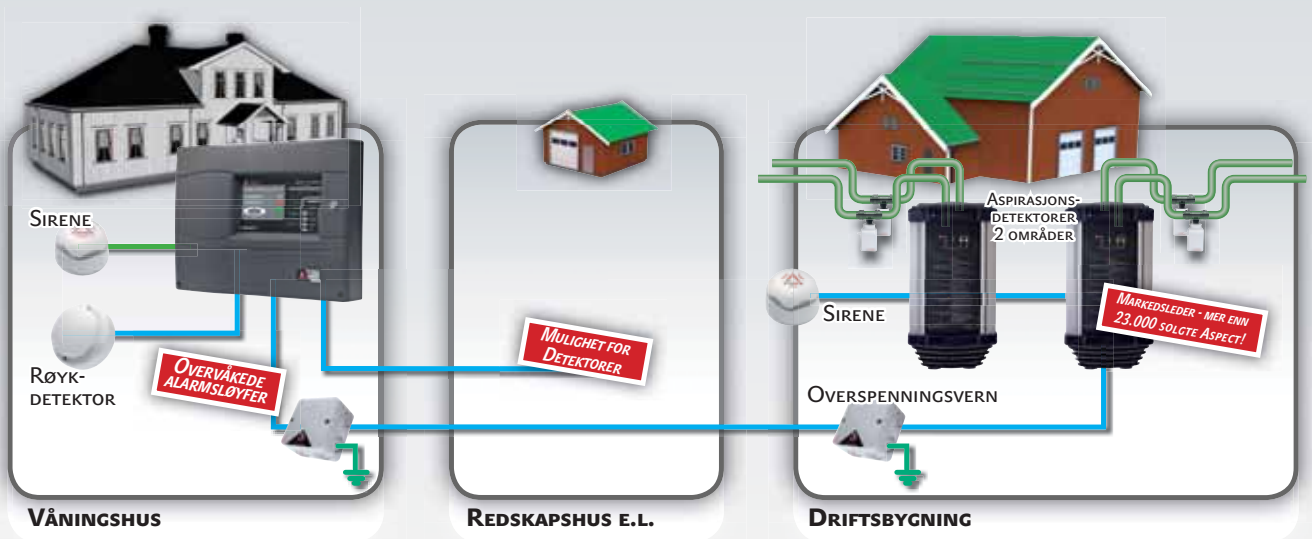 Sirene
Røyk-
detektor
Overvåkede
alarmsløyfer
Våningshus
Mulighet for
Detektorer
Redskapshus e.l.
Aspirasjons-
detektorer
2 områder
Sirene
Markedsleder - mer enn
23.000 solgte Aspect!
Overspenningsvern
Driftsbygning